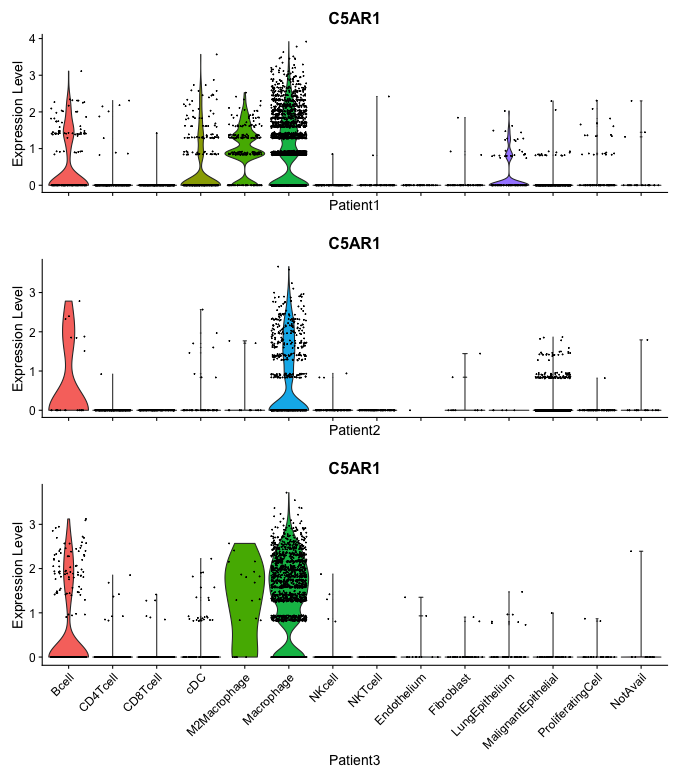 C5AR1
Expression Level
4
3
2
1
0
Patient1
C5AR1
Expression Level
3
2
1
0
Patient2
C5AR1
Expression Level
3
2
1
0
Bcell
CD4Tcell
CD8Tcell
cDC
M2Macrophage
Macrophage
NKcell
NKTcell
Endothelium
Fibroblast
LungEpithelium
MalignantEpithelial
ProliferatingCell
NotAvail
Patient3